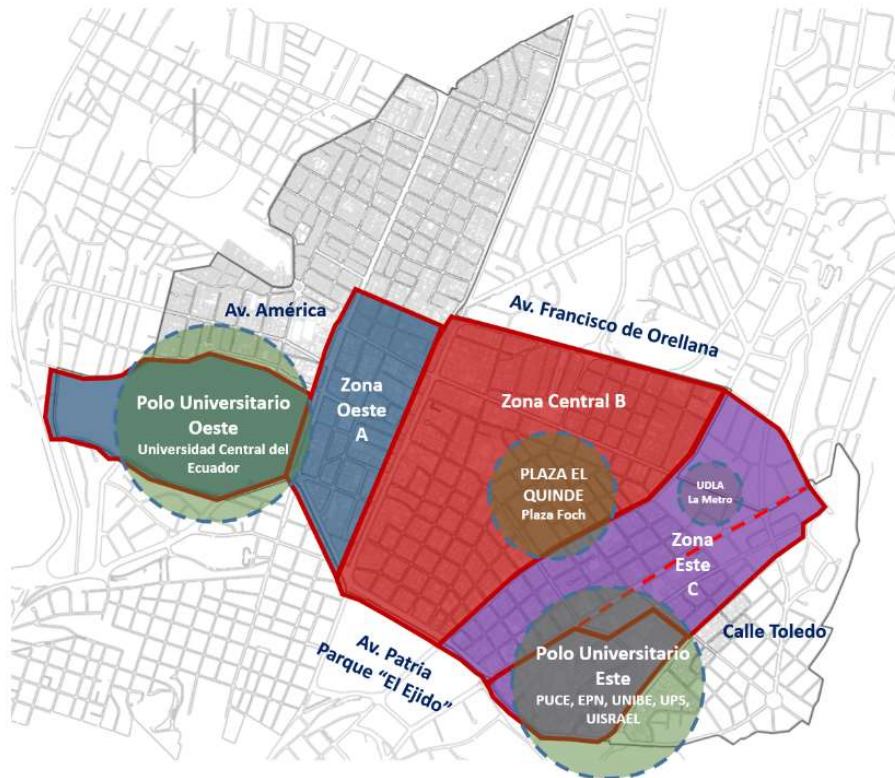 Av. América
Av. Francisco de Orellana
Zona
Oeste
A
Zona Central B
Polo Universitario
Oeste
Universidad Central del
Ecuador
PLAZA EL
QUINDE
Plaza Foch
UDLA
La Metro
Zona
Este
C
Calle Toledo
Av. Patria
Parque "El Ejido"
Polo Universitario
Este
PUCE, EPN, UNIBE, UPS,
UISRAEL